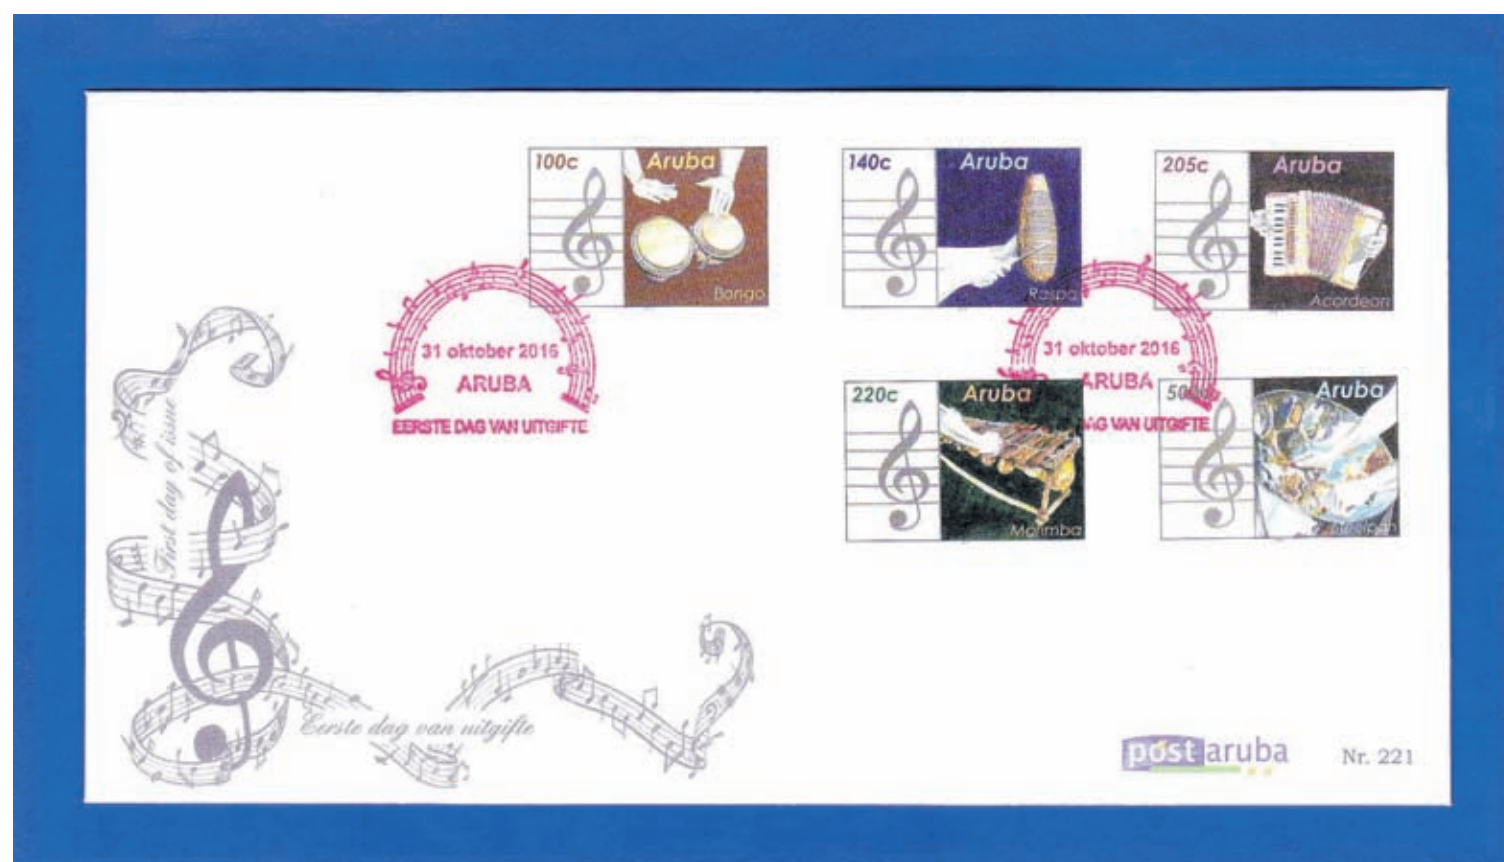 100c
Aruba
Bongo
140c
Aruba
Raspa
205c
Aruba
Acordeon
31 oktober 2016
ARUBA
EERSTE DAG VAN UITGIFTE
31 oktober 2016
ARUBA
DAG VAN UITGIFTE
220c
Aruba
Marimba
Aruba
First day of issue
Eerste dag van uitgifte
post aruba
Nr. 221